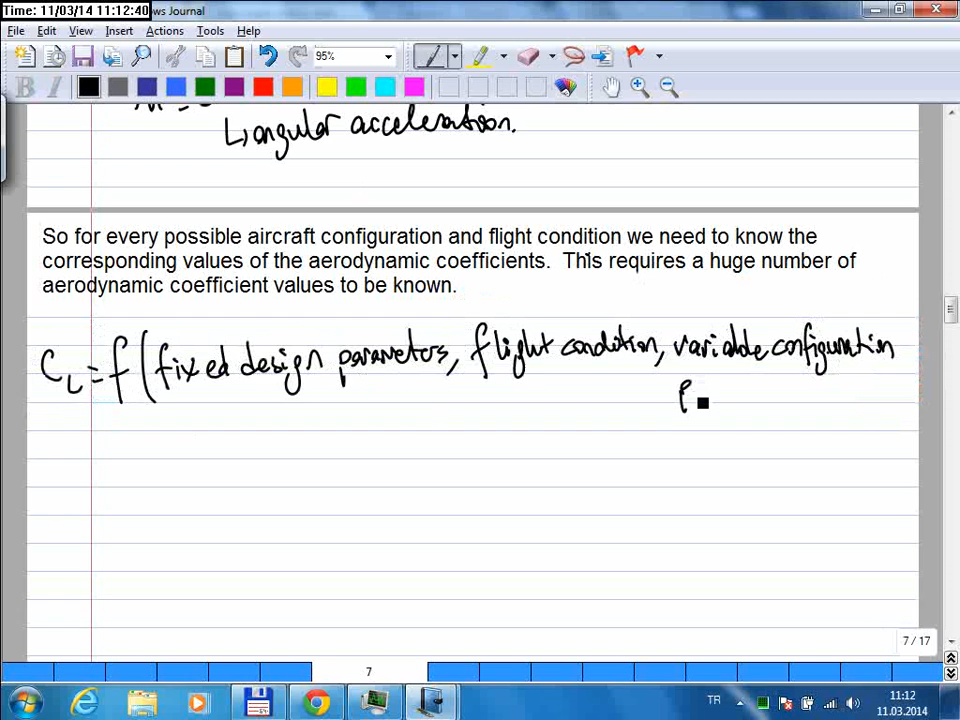 Time: 11/03/14 11:12:40
ws Journal
File Edit View Insert Actions Tools Help
95%
B I
↳angular acceleration.
So for every possible aircraft configuration and flight condition we need to know the
corresponding values of the aerodynamic coefficients. This requires a huge number of
aerodynamic coefficient values to be known.
C_L = f(fixed design parameters, flight condition, variable configuration
7 / 17
7
TR
11:12
11.03.2014